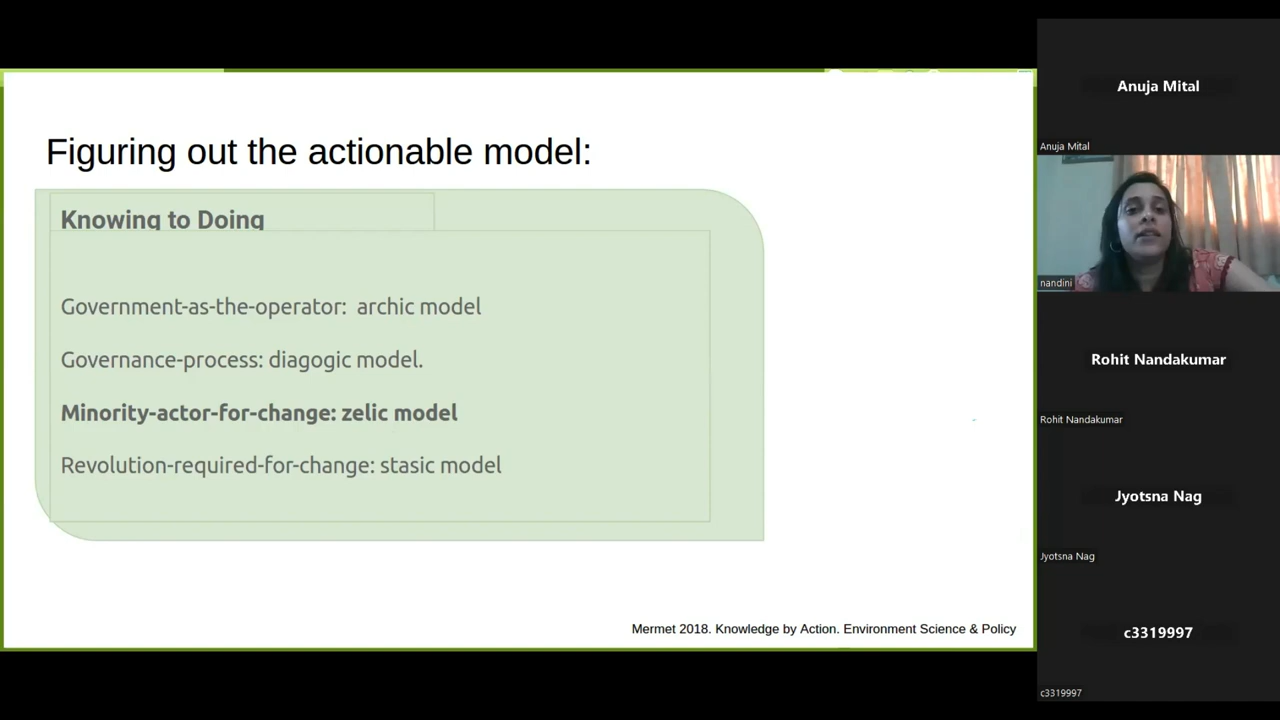 Figuring out the actionable model:
Knowing to Doing
Government-as-the-operator:  archic model
Governance-process: diagogic model.
Minority-actor-for-change: zelic model
Revolution-required-for-change: stasic model
Mermet 2018. Knowledge by Action. Environment Science & Policy
Anuja Mital
Anuja Mital
nandini
Rohit Nandakumar
Rohit Nandakumar
Jyotsna Nag
Jyotsna Nag
c3319997
c3319997